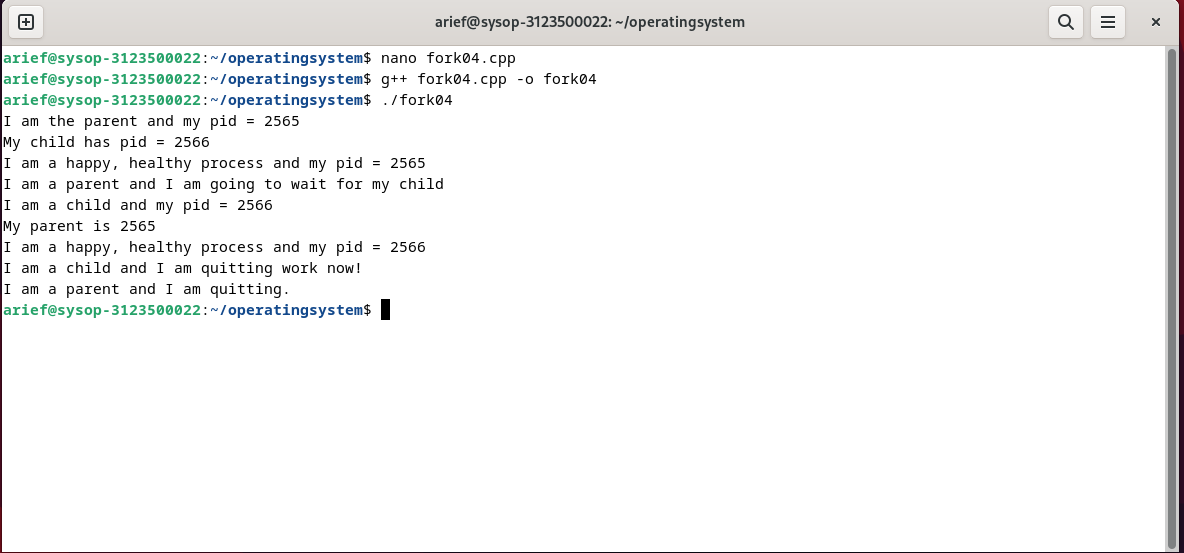 arief@sysop-3123500022: ~/operatingsystem
arief@sysop-3123500022:~/operatingsystem$ nano fork04.cpp
arief@sysop-3123500022:~/operatingsystem$ g++ fork04.cpp -o fork04
arief@sysop-3123500022:~/operatingsystem$ ./fork04
I am the parent and my pid = 2565
My child has pid = 2566
I am a happy, healthy process and my pid = 2565
I am a parent and I am going to wait for my child
I am a child and my pid = 2566
My parent is 2565
I am a happy, healthy process and my pid = 2566
I am a child and I am quitting work now!
I am a parent and I am quitting.
arief@sysop-3123500022:~/operatingsystem$